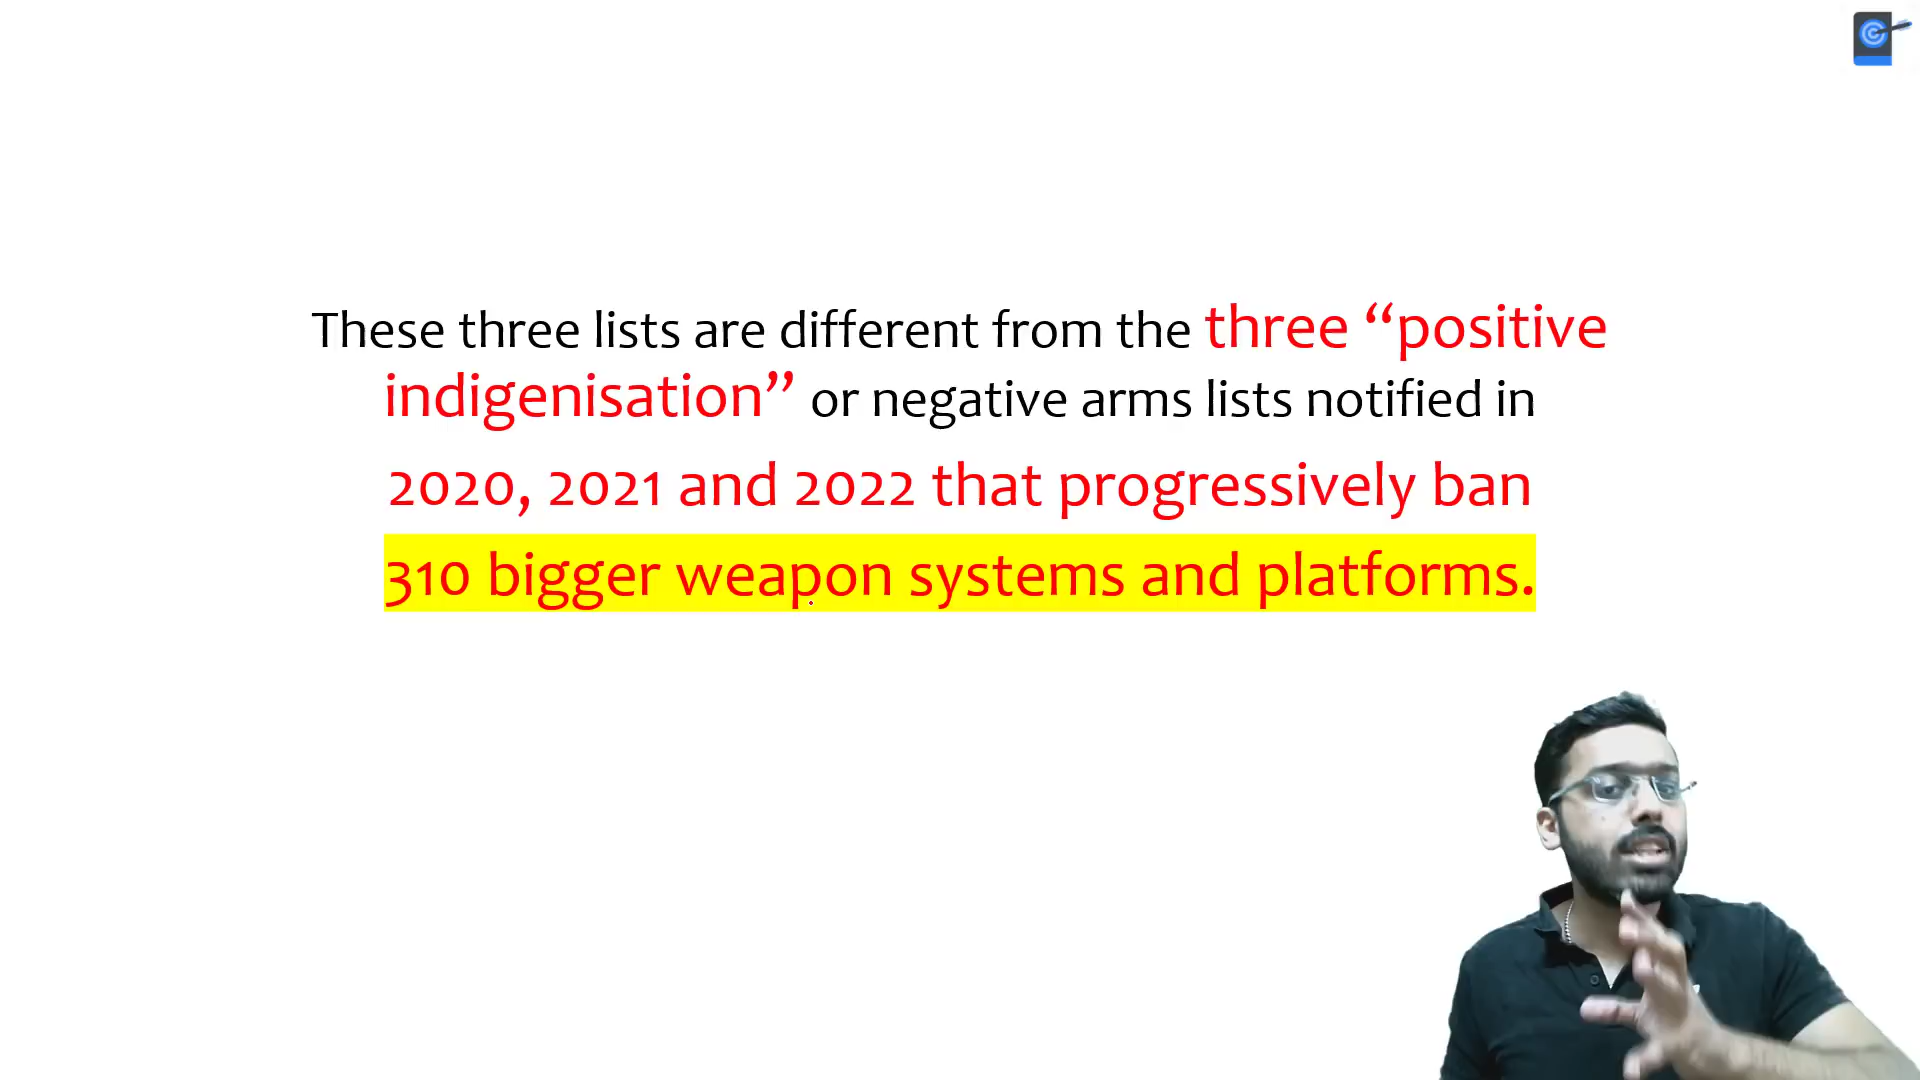 These three lists are different from the three “positive
indigenisation” or negative arms lists notified in
2020, 2021 and 2022 that progressively ban
310 bigger weapon systems and platforms.